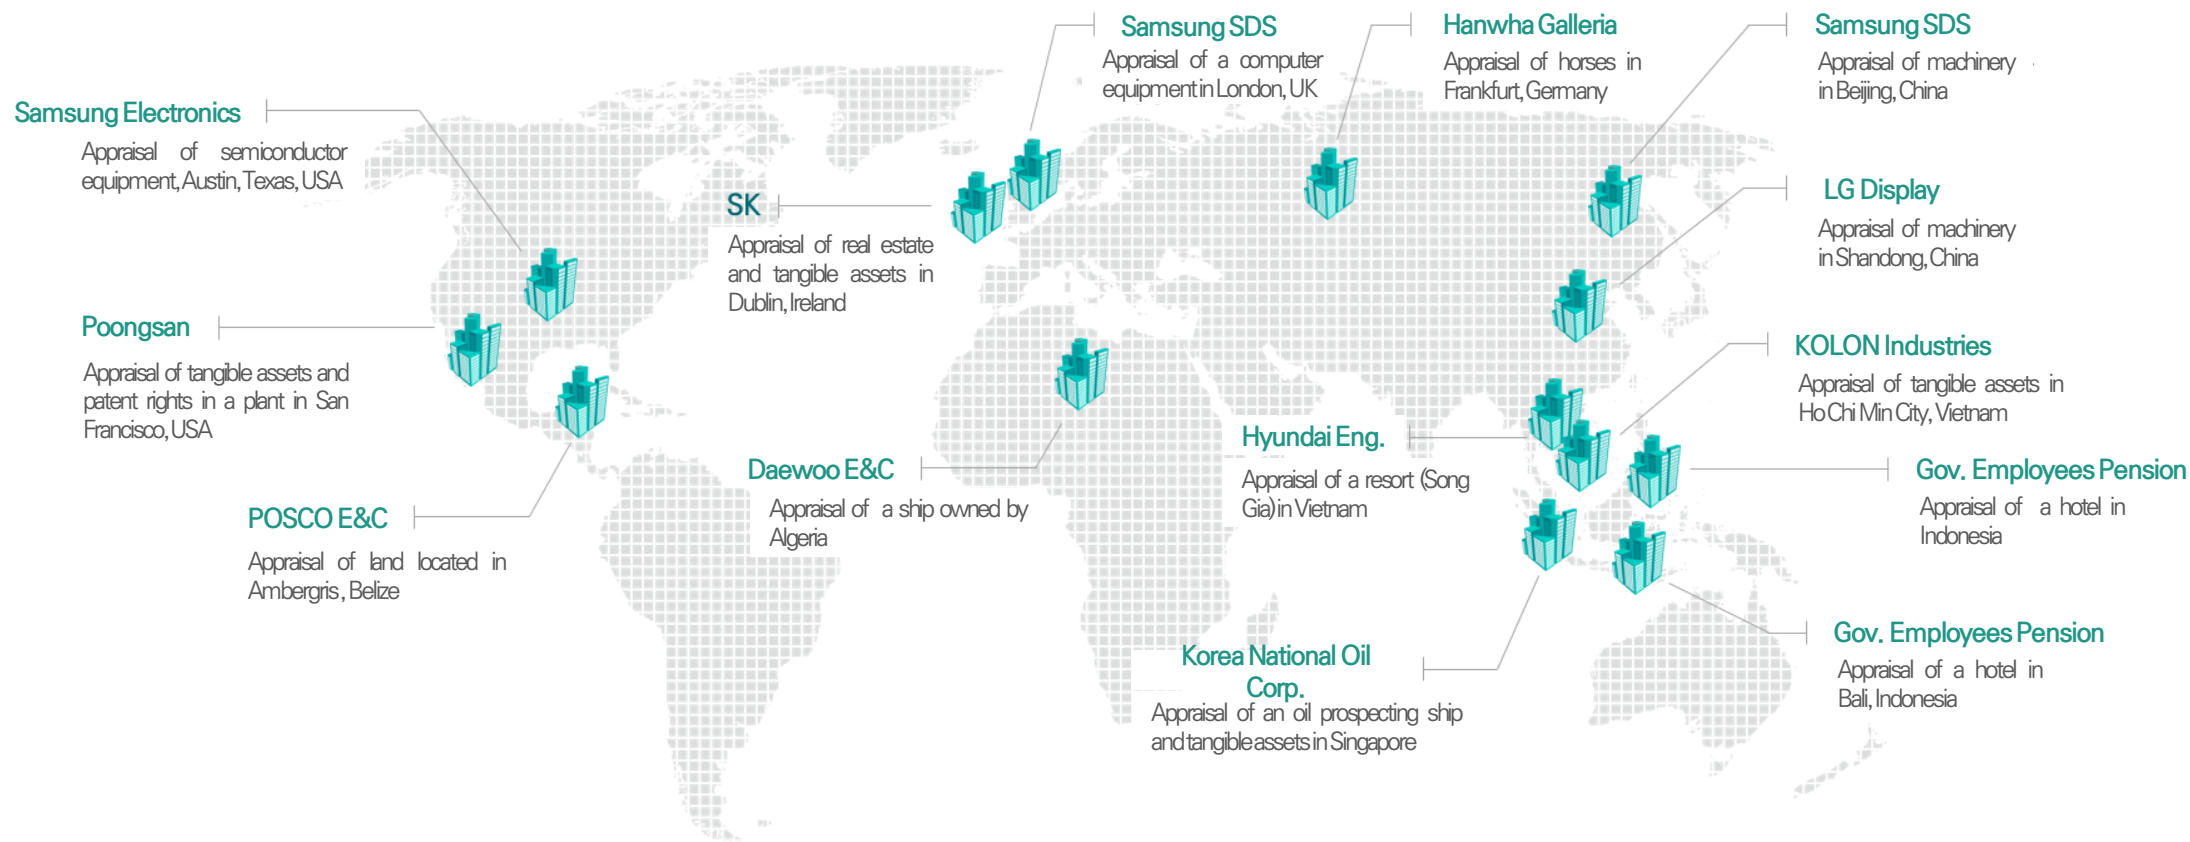 Samsung Electronics
Appraisal of semiconductor
equipment, Austin, Texas, USA
Poongsan
Appraisal of tangible assets and
patent rights in a plant in San
Francisco, USA
POSCO E&C
Appraisal of land located in
Ambergris, Belize
SK
Appraisal of real estate
and tangible assets in
Dublin, Ireland
Daewoo E&C
Appraisal of a ship owned by
Algeria
Samsung SDS
Appraisal of a computer
equipment in London, UK
Hanwha Galleria
Appraisal of horses in
Frankfurt, Germany
Samsung SDS
Appraisal of machinery
in Beijing, China
LG Display
Appraisal of machinery
in Shandong, China
KOLON Industries
Appraisal of tangible assets in
Ho Chi Min City, Vietnam
Hyundai Eng.
Appraisal of a resort (Song
Gia) in Vietnam
Gov. Employees Pension
Appraisal of a hotel in
Indonesia
Gov. Employees Pension
Appraisal of a hotel in
Bali, Indonesia
Korea National Oil
Corp.
Appraisal of an oil prospecting ship
and tangible assets in Singapore